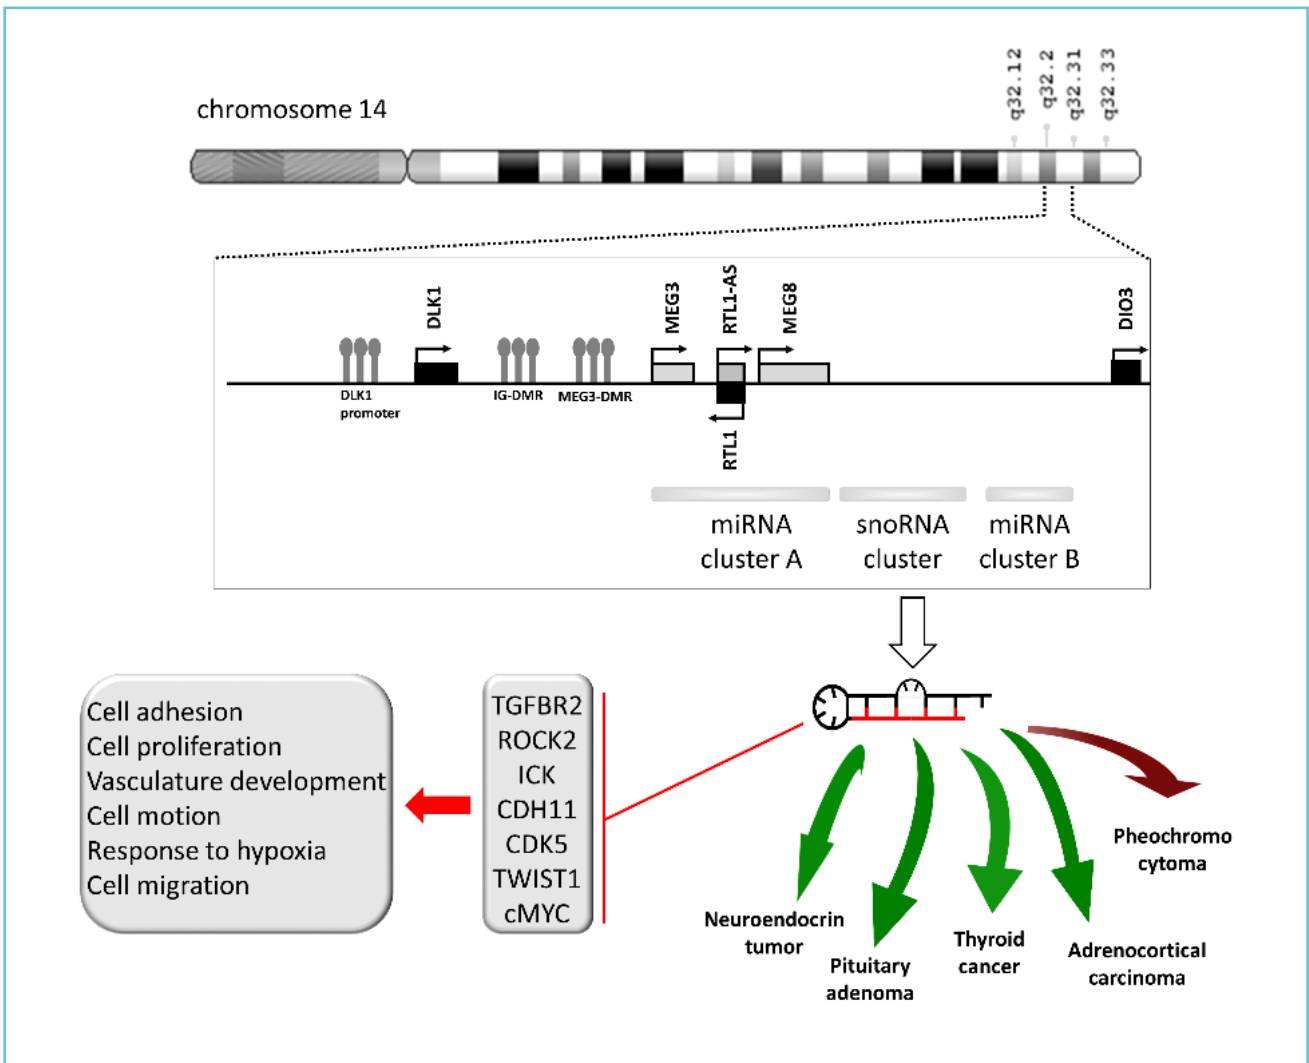 chromosome 14
q32.12
q32.2
q32.31
q32.33
DLK1
MEG3
RTL1-AS
MEG8
DIO3
DLK1
promoter
IG-DMR
MEG3-DMR
RTL1
miRNA
cluster A
snoRNA
cluster
miRNA
cluster B
Cell adhesion
Cell proliferation
Vasculature development
Cell motion
Response to hypoxia
Cell migration
TGFBR2
ROCK2
ICK
CDH11
CDK5
TWIST1
cMYC
Neuroendocrin
tumor
Pituitary
adenoma
Thyroid
cancer
Adrenocortical
carcinoma
Pheochromo
cytoma